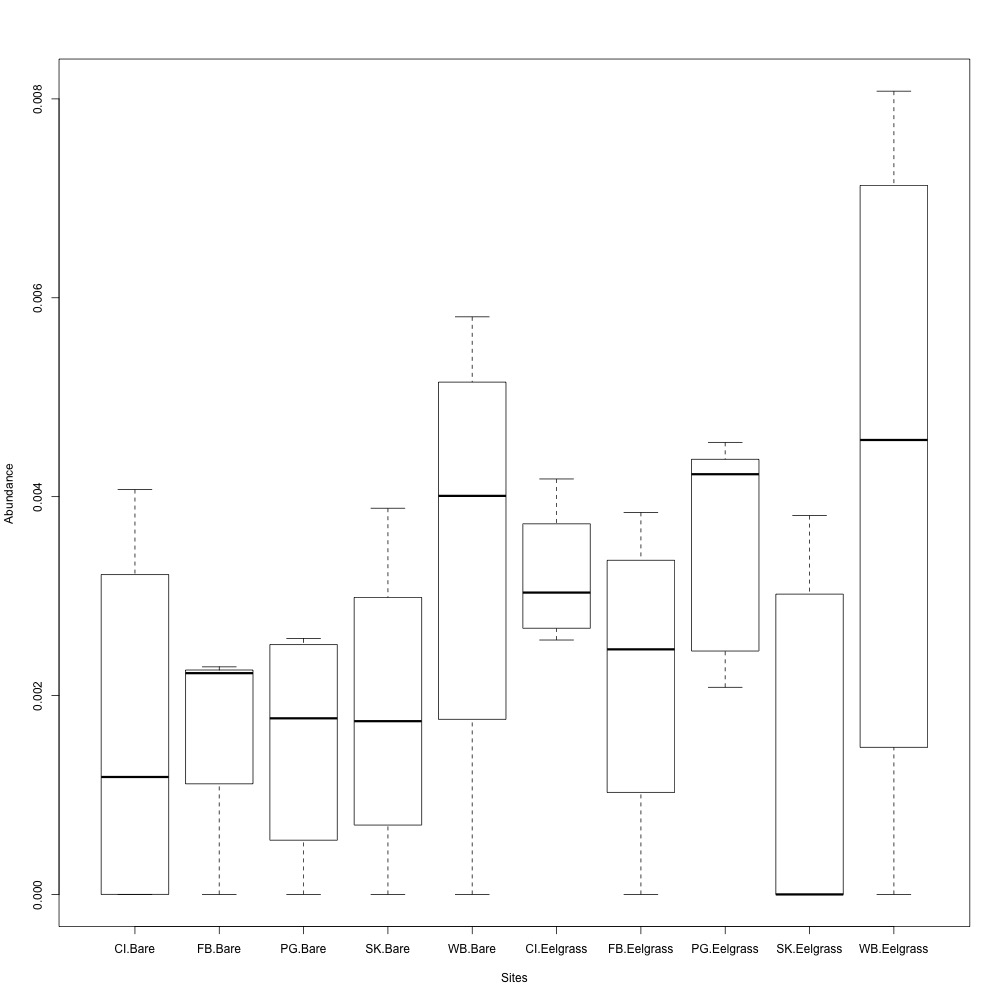 Abundance
0.008
0.006
0.004
0.002
0.000
CI.Bare FB.Bare PG.Bare SK.Bare WB.Bare CI.Eelgrass FB.Eelgrass PG.Eelgrass SK.Eelgrass WB.Eelgrass
Sites